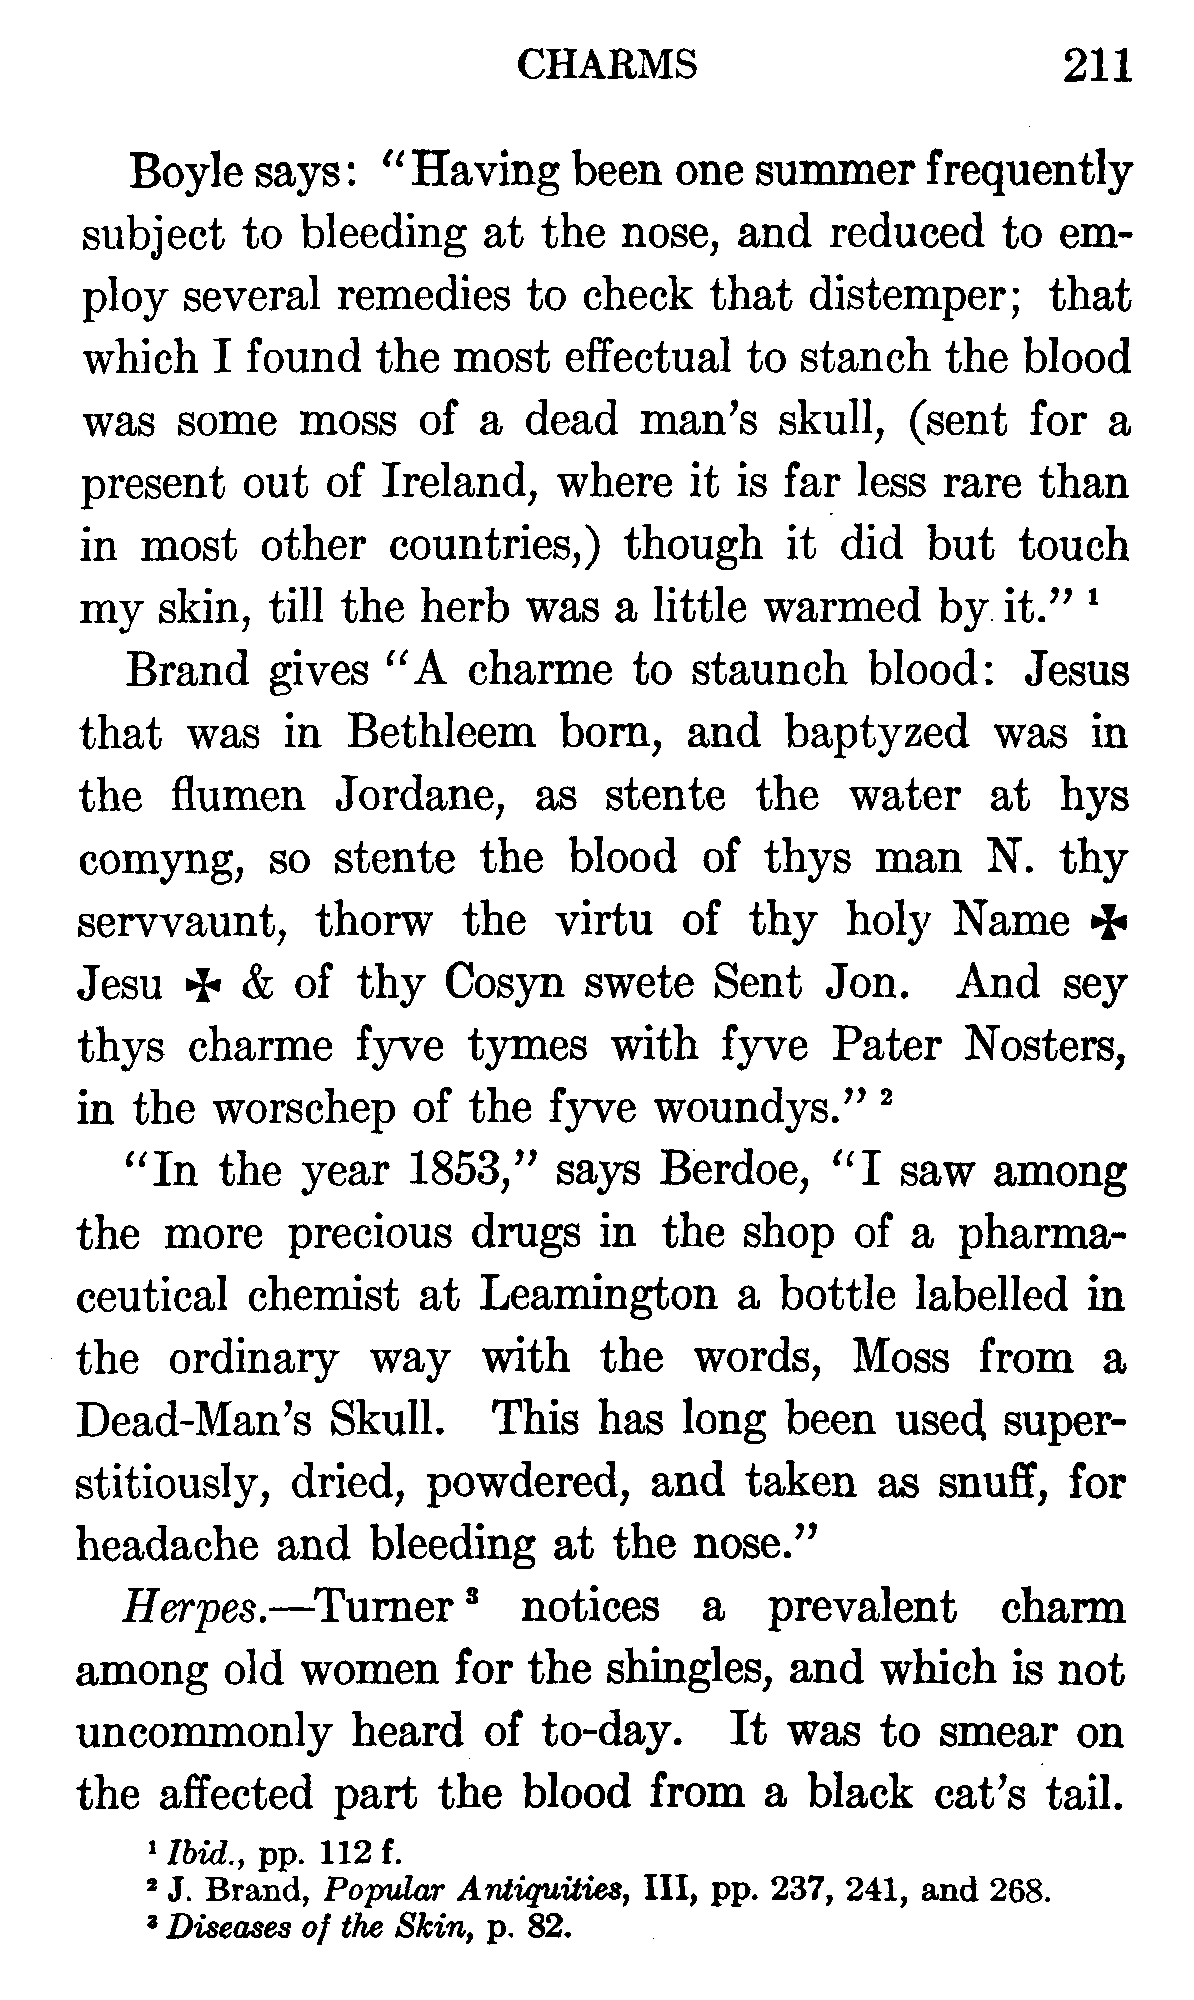 CHARMS 211
Boyle says: "Having been one summer frequently
subject to bleeding at the nose, and reduced to em-
ploy several remedies to check that distemper; that
which I found the most effectual to stanch the blood
was some moss of a dead man's skull, (sent for a
present out of Ireland, where it is far less rare than
in most other countries,) though it did but touch
my skin, till the herb was a little warmed by it." ¹
Brand gives "A charme to staunch blood: Jesus
that was in Bethleem born, and baptyzed was in
the flumen Jordane, as stente the water at hys
comyng, so stente the blood of thys man N. thy
servvaunt, thorw the virtu of thy holy Name ✠
Jesu ✠ & of thy Cosyn swete Sent Jon. And sey
thys charme fyve tymes with fyve Pater Nosters,
in the worschep of the fyve woundys." ²
"In the year 1853," says Berdoe, "I saw among
the more precious drugs in the shop of a pharma-
ceutical chemist at Leamington a bottle labelled in
the ordinary way with the words, Moss from a
Dead-Man's Skull. This has long been used, super-
stitiously, dried, powdered, and taken as snuff, for
headache and bleeding at the nose."
Herpes.—Turner ³ notices a prevalent charm
among old women for the shingles, and which is not
uncommonly heard of to-day. It was to smear on
the affected part the blood from a black cat's tail.
¹ Ibid., pp. 112 f.
² J. Brand, Popular Antiquities, III, pp. 237, 241, and 268.
³ Diseases of the Skin, p. 82.